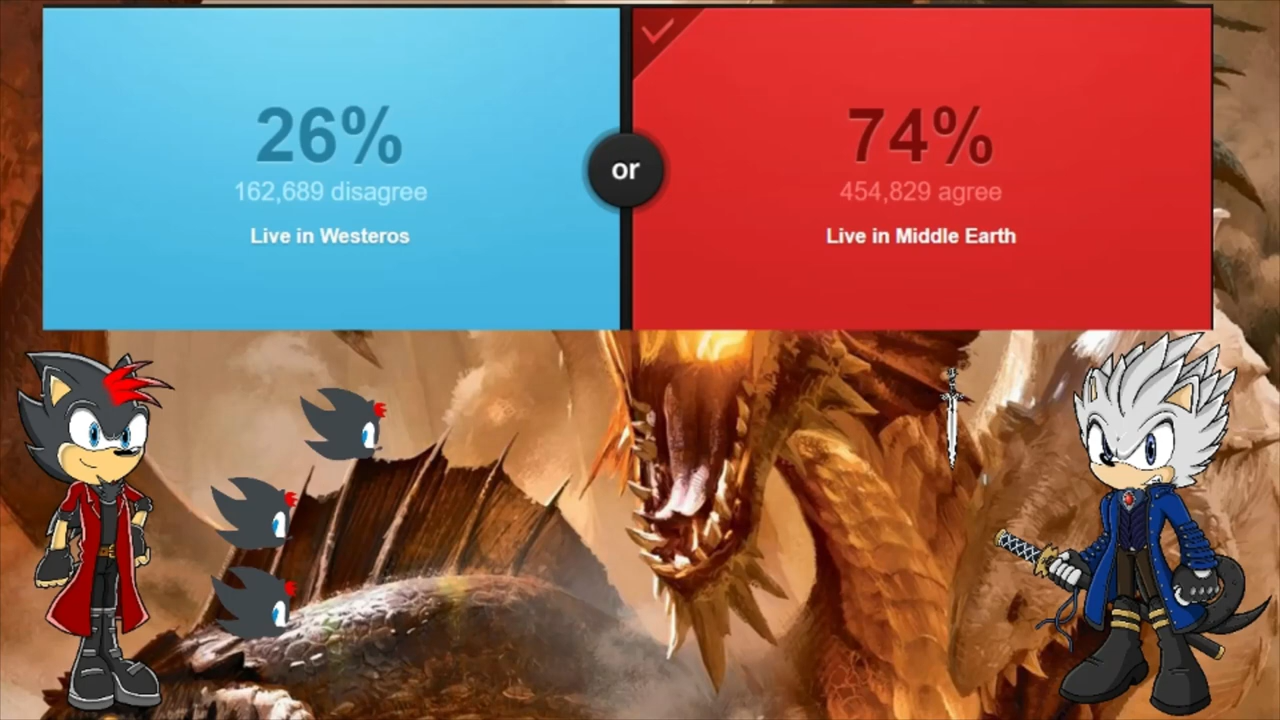 26%
162,689 disagree
Live in Westeros
or
74%
454,829 agree
Live in Middle Earth